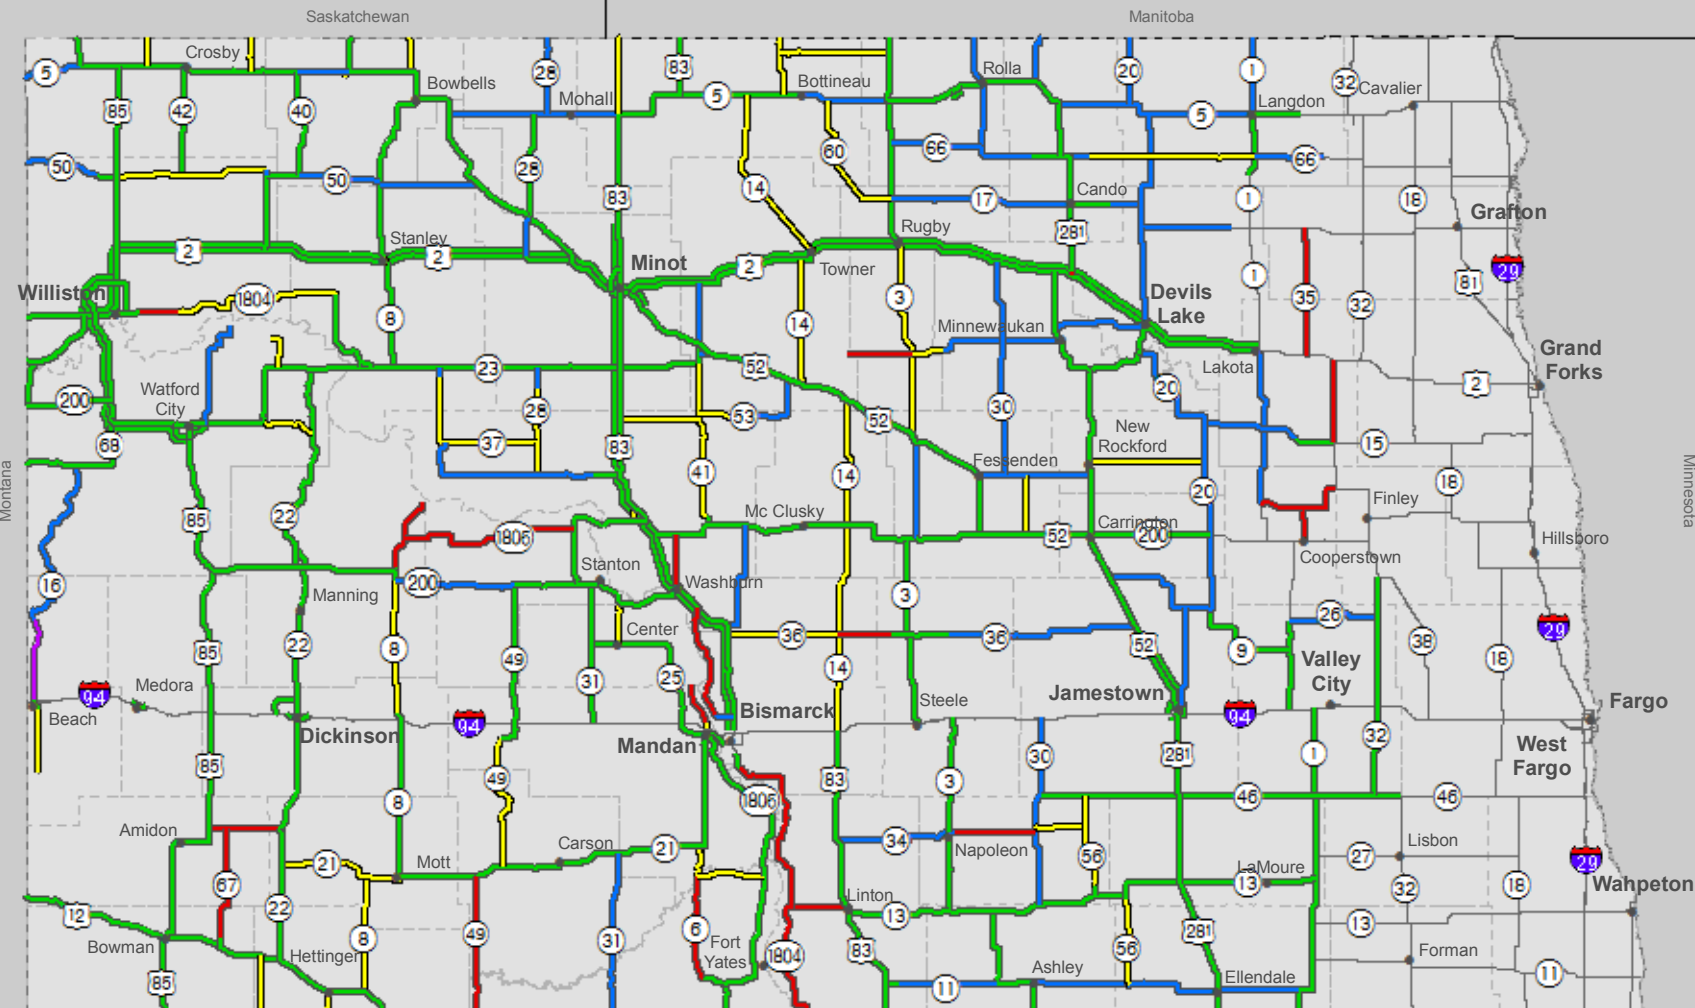 Saskatchewan
Manitoba
Crosby
5
28
83
Rolla
20
1
32
Cavalier
Bowbells
Bottineau
85
42
40
Mohall
5
5
Langdon
50
50
28
60
66
66
14
83
17
Cando
1
18
Grafton
Stanley
2
2
Minot
2
Towner
Rugby
281
1
29
81
Williston
1804
8
14
3
Devils
Lake
35
32
Minnewaukan
Grand
Forks
23
52
Lakota
Watford
City
200
28
20
2
53
52
30
New
Rockford
68
37
83
15
41
14
Fessenden
20
18
85
22
Mc Clusky
Finley
1806
52
Carrington
200
Hillsboro
Cooperstown
Stanton
Washburn
16
200
Manning
3
Center
36
36
26
29
85
22
8
49
31
25
14
52
9
38
18
Valley
City
94
Medora
Beach
94
Dickinson
Bismarck
Mandan
Steele
Jamestown
94
Fargo
West
Fargo
85
49
8
1806
83
3
30
281
1
32
46
46
Amidon
21
Mott
Carson
21
34
Napoleon
56
LaMoure
13
27
Lisbon
29
67
32
18
Wahpeton
12
22
Linton
13
13
Bowman
8
Hettinger
49
31
6
Fort
Yates
1804
83
56
281
Forman
85
11
Ashley
Ellendale
11
Montana
Minnesota